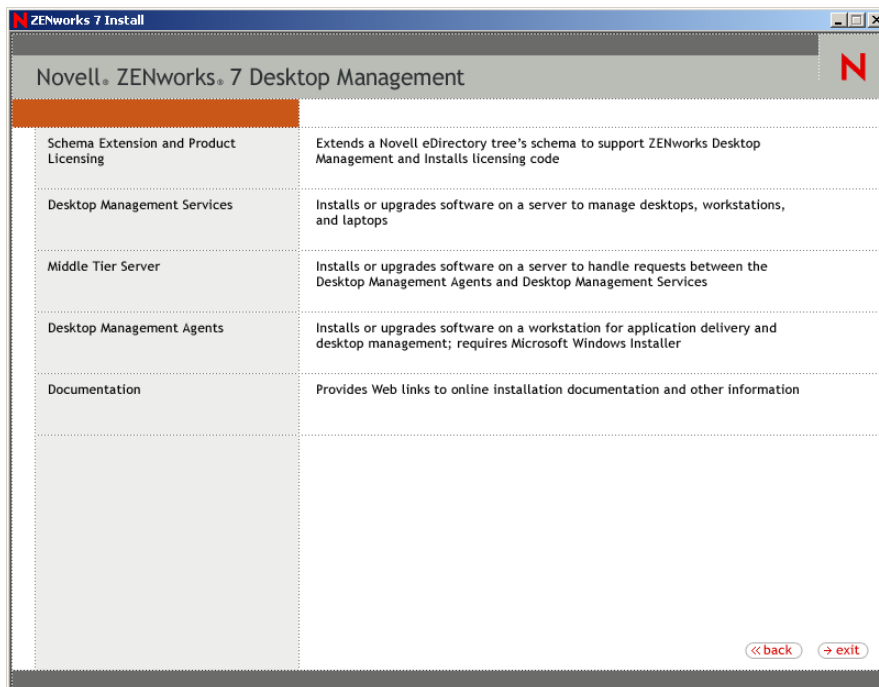 ZENworks 7 Install
Novell® ZENworks® 7 Desktop Management
N
Schema Extension and Product
Licensing
Extends a Novell eDirectory tree's schema to support ZENworks Desktop
Management and Installs licensing code
Desktop Management Services
Installs or upgrades software on a server to manage desktops, workstations,
and laptops
Middle Tier Server
Installs or upgrades software on a server to handle requests between the
Desktop Management Agents and Desktop Management Services
Desktop Management Agents
Installs or upgrades software on a workstation for application delivery and
desktop management; requires Microsoft Windows Installer
Documentation
Provides Web links to online installation documentation and other information
« back
→ exit